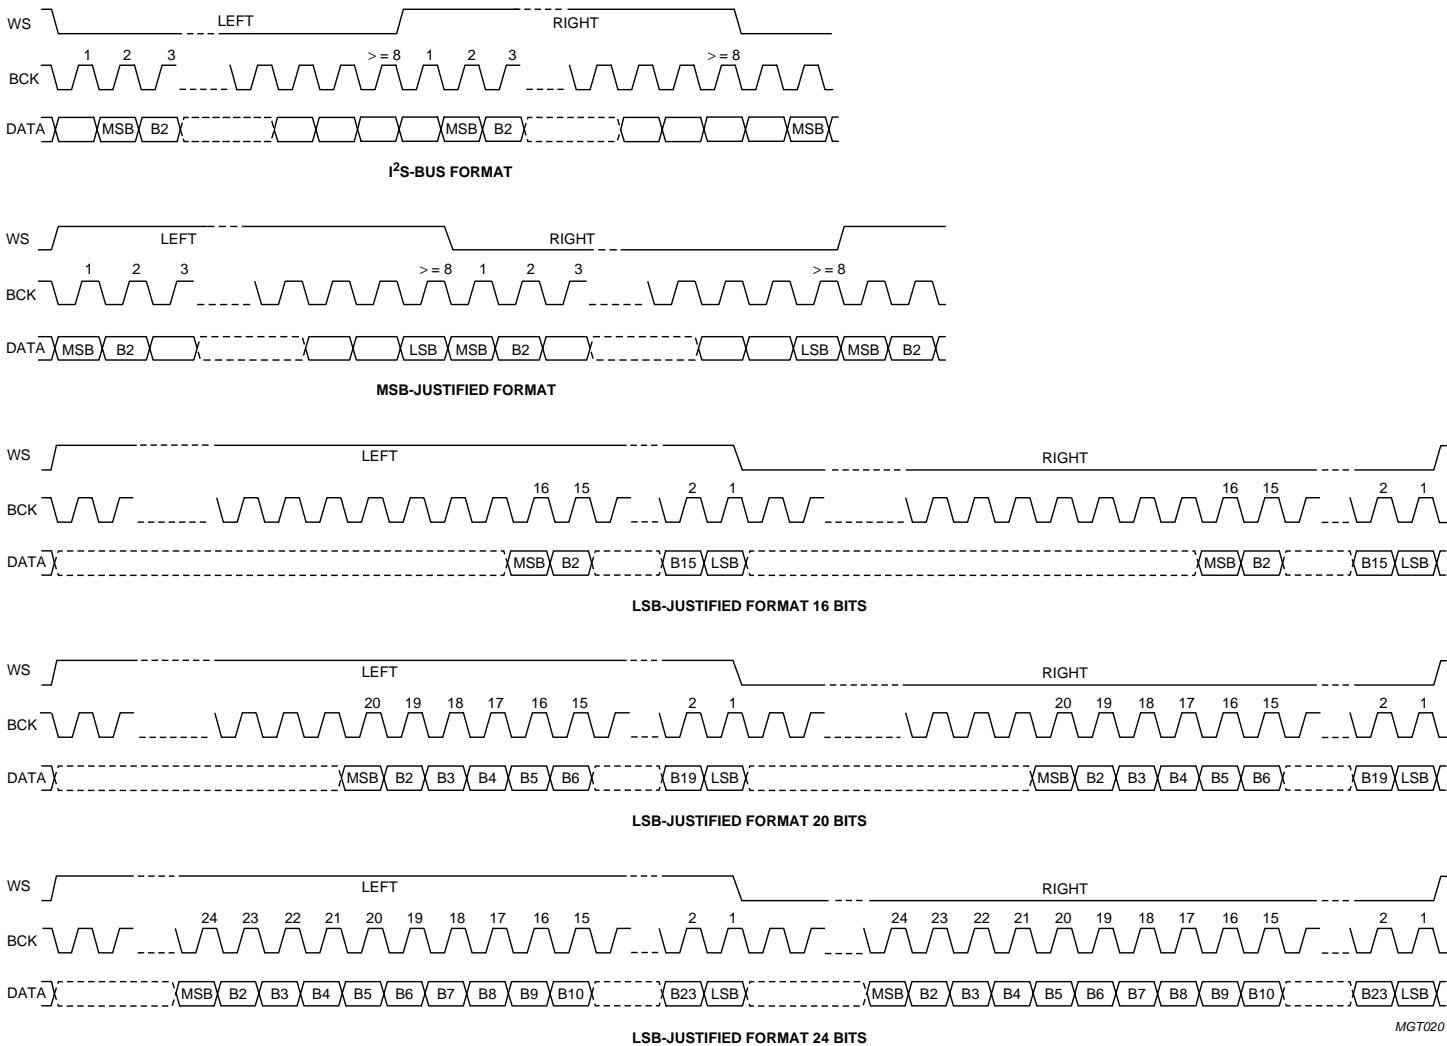 WS LEFT RIGHT
1 2 3 > = 8 1 2 3 > = 8
BCK
DATA MSB B2 MSB B2 MSB
I2S-BUS FORMAT
WS LEFT RIGHT
1 2 3 > = 8 1 2 3 > = 8
BCK
DATA MSB B2 LSB MSB B2 LSB MSB B2
MSB-JUSTIFIED FORMAT
WS LEFT RIGHT
16 15 2 1 16 15 2 1
BCK
DATA MSB B2 B15 LSB MSB B2 B15 LSB
LSB-JUSTIFIED FORMAT 16 BITS
WS LEFT RIGHT
20 19 18 17 16 15 2 1 20 19 18 17 16 15 2 1
BCK
DATA MSB B2 B3 B4 B5 B6 B19 LSB MSB B2 B3 B4 B5 B6 B19 LSB
LSB-JUSTIFIED FORMAT 20 BITS
WS LEFT RIGHT
24 23 22 21 20 19 18 17 16 15 2 1 24 23 22 21 20 19 18 17 16 15 2 1
BCK
DATA MSB B2 B3 B4 B5 B6 B7 B8 B9 B10 B23 LSB MSB B2 B3 B4 B5 B6 B7 B8 B9 B10 B23 LSB
MGT020
LSB-JUSTIFIED FORMAT 24 BITS